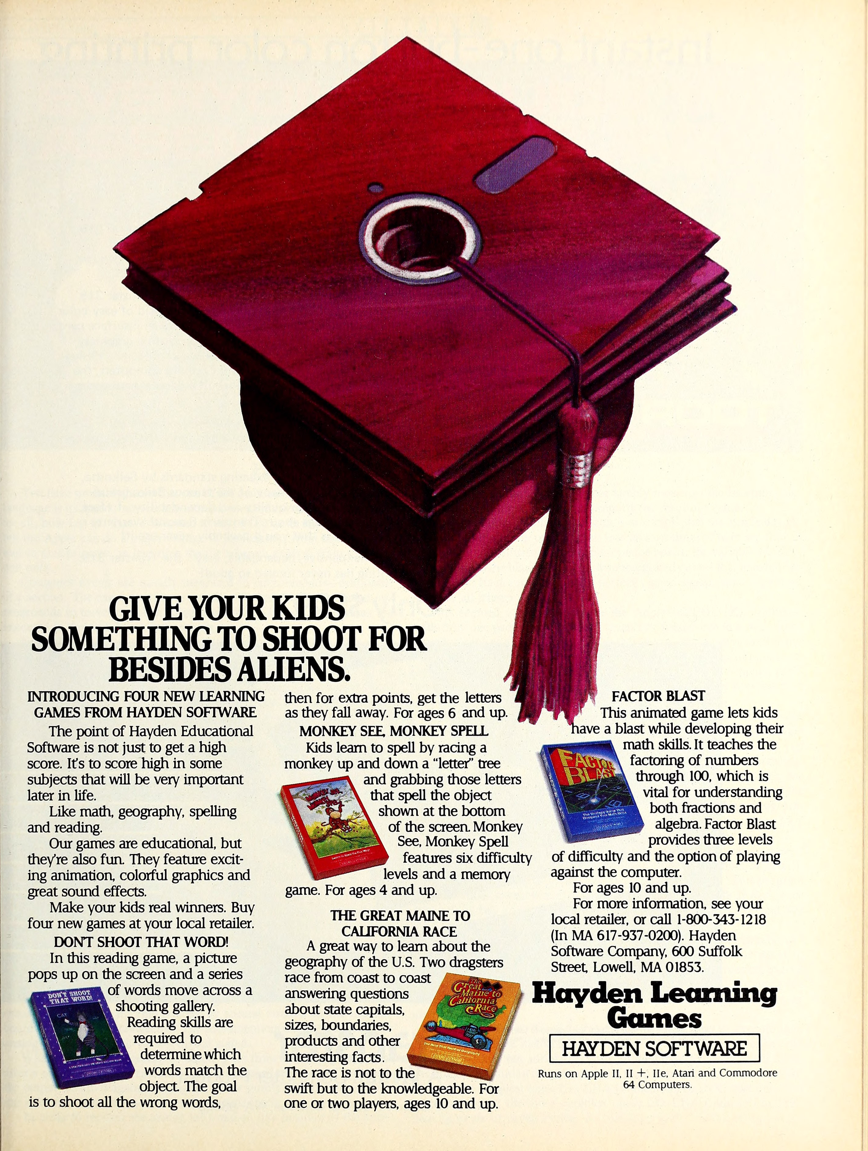 GIVE YOUR KIDS
SOMETHING TO SHOOT FOR
BESIDES ALIENS.
INTRODUCING FOUR NEW LEARNING
GAMES FROM HAYDEN SOFTWARE
The point of Hayden Educational
Software is not just to get a high
score. It's to score high in some
subjects that will be very important
later in life.
Like math, geography, spelling
and reading.
Our games are educational, but
they're also fun. They feature excit-
ing animation, colorful graphics and
great sound effects.
Make your kids real winners. Buy
four new games at your local retailer.
DON'T SHOOT THAT WORD!
In this reading game, a picture
pops up on the screen and a series
of words move across a
shooting gallery.
Reading skills are
required to
determine which
words match the
object. The goal
is to shoot all the wrong words,
DON'T SHOOT
THAT WORD!
CAT
then for extra points, get the letters
as they fall away. For ages 6 and up.
MONKEY SEE, MONKEY SPELL
Kids learn to spell by racing a
monkey up and down a "letter" tree
and grabbing those letters
that spell the object
shown at the bottom
of the screen. Monkey
See, Monkey Spell
features six difficulty
levels and a memory
game. For ages 4 and up.
THE GREAT MAINE TO
CALIFORNIA RACE
A great way to learn about the
geography of the U.S. Two dragsters
race from coast to coast
answering questions
about state capitals,
sizes, boundaries,
products and other
interesting facts.
The race is not to the
swift but to the knowledgeable. For
one or two players, ages 10 and up.
The
Great
Maine to
California
Race
FACTOR BLAST
This animated game lets kids
have a blast while developing their
math skills. It teaches the
factoring of numbers
through 100, which is
vital for understanding
both fractions and
algebra. Factor Blast
provides three levels
of difficulty and the option of playing
against the computer.
For ages 10 and up.
For more information, see your
local retailer, or call 1-800-343-1218
(In MA 617-937-0200). Hayden
Software Company, 600 Suffolk
Street, Lowell, MA 01853.
FACTOR
BLAST
Hayden Learning
Games
HAYDEN SOFTWARE
Runs on Apple II, II +, IIe, Atari and Commodore
64 Computers.